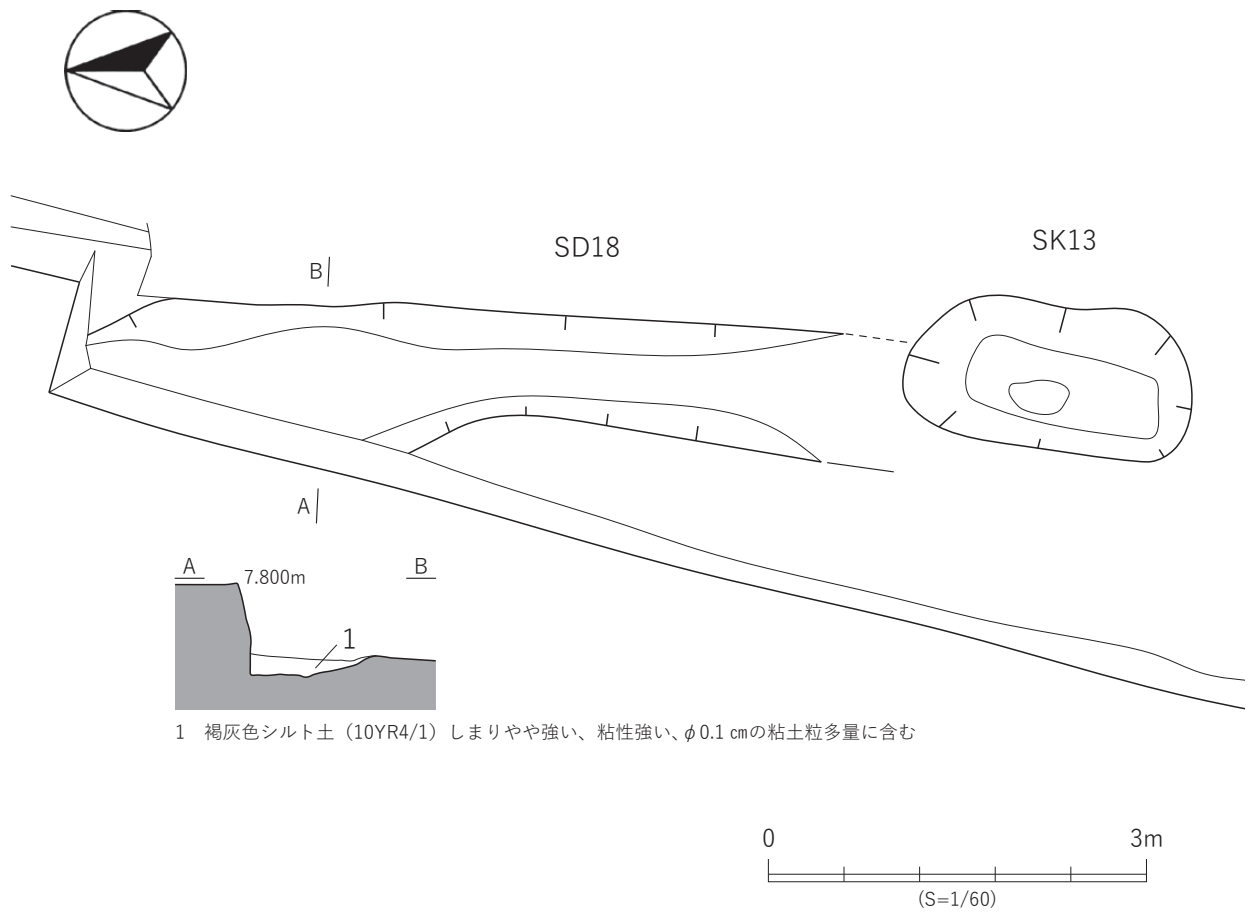 SD18
SK13
B
A
A
B
7.800m
1
1 褐灰色シルト土（10YR4/1）しまりやや強い、粘性強い、φ0.1 ㎝の粘土粒多量に含む
0
3m
(S=1/60)